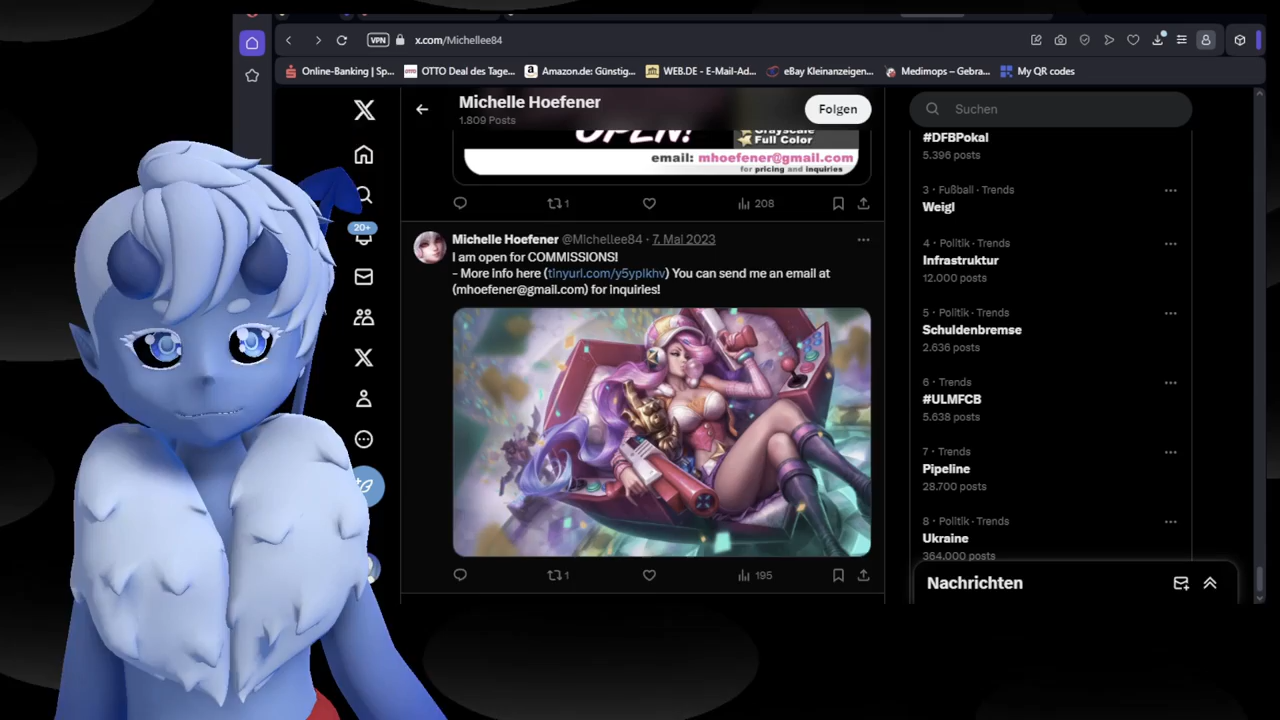 VPN
x.com/Michellee84
Online-Banking | Sp...
OTTO Deal des Tage...
Amazon.de: Günstig...
WEB.DE - E-Mail-Ad...
eBay Kleinanzeigen...
Medimops – Gebra...
My QR codes
Michelle Hoefener
1.809 Posts
Folgen
OPEN!
Grayscale
Full Color
email: mhoefener@gmail.com
for pricing and inquiries
1
208
Michelle Hoefener @Michellee84 · 7. Mai 2023
I am open for COMMISSIONS!
- More info here (tinyurl.com/y5yplkhv) You can send me an email at
(mhoefener@gmail.com) for inquiries!
1
195
20+
Suchen
#DFBPokal
5.396 posts
3 · Fußball · Trends
Weigl
4 · Politik · Trends
Infrastruktur
12.000 posts
5 · Politik · Trends
Schuldenbremse
2.636 posts
6 · Trends
#ULMFCB
5.638 posts
7 · Trends
Pipeline
28.700 posts
8 · Politik · Trends
Ukraine
364.000 posts
Nachrichten